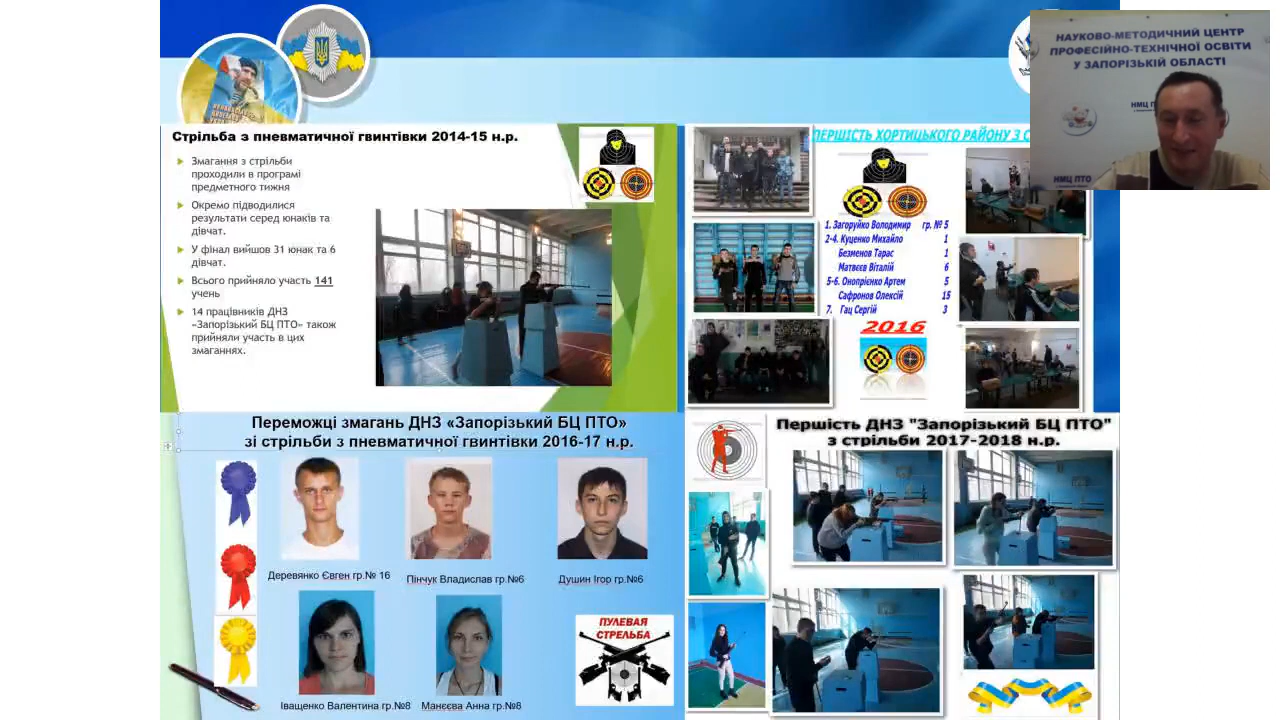 НАУКОВО-МЕТОДИЧНИЙ ЦЕНТР
ПРОФЕСІЙНО-ТЕХНІЧНОЇ ОСВІТИ
У ЗАПОРІЗЬКІЙ ОБЛАСТІ
НМЦ
НМЦ ПТО
Стрільба з пневматичної гвинтівки 2014-15 н.р.
Змагання з стрільби
проходили в програмі
предметного тижня
Окремо підводилися
результати серед юнаків та
дівчат.
У фінал вийшов 31 юнак та 6
дівчат.
Всього прийняло участь 141
учень
14 працівників ДНЗ
«Запорізький БЦ ПТО» також
прийняли участь в цих
змаганнях.
ПЕРШІСТЬ ХОРТИЦЬКОГО РАЙОНУ З
1. Загоруйко Володимир гр. № 5
2-4. Куценко Михайло 1
Безменов Тарас 1
Матвєєв Віталій 6
5-6. Онопрієнко Артем 5
Сафронов Олексій 15
7. Гац Сергій 3
2016
Переможці змагань ДНЗ «Запорізький БЦ ПТО»
зі стрільби з пневматичної гвинтівки 2016-17 н.р.
Деревянко Євген гр.№ 16
Пінчук Владислав гр.№6
Душин Ігор гр.№6
Іващенко Валентина гр.№8
Манєєва Анна гр.№8
ПУЛЕВАЯ
СТРЕЛЬБА
Першість ДНЗ "Запорізький БЦ ПТО"
з стрільби 2017-2018 н.р.